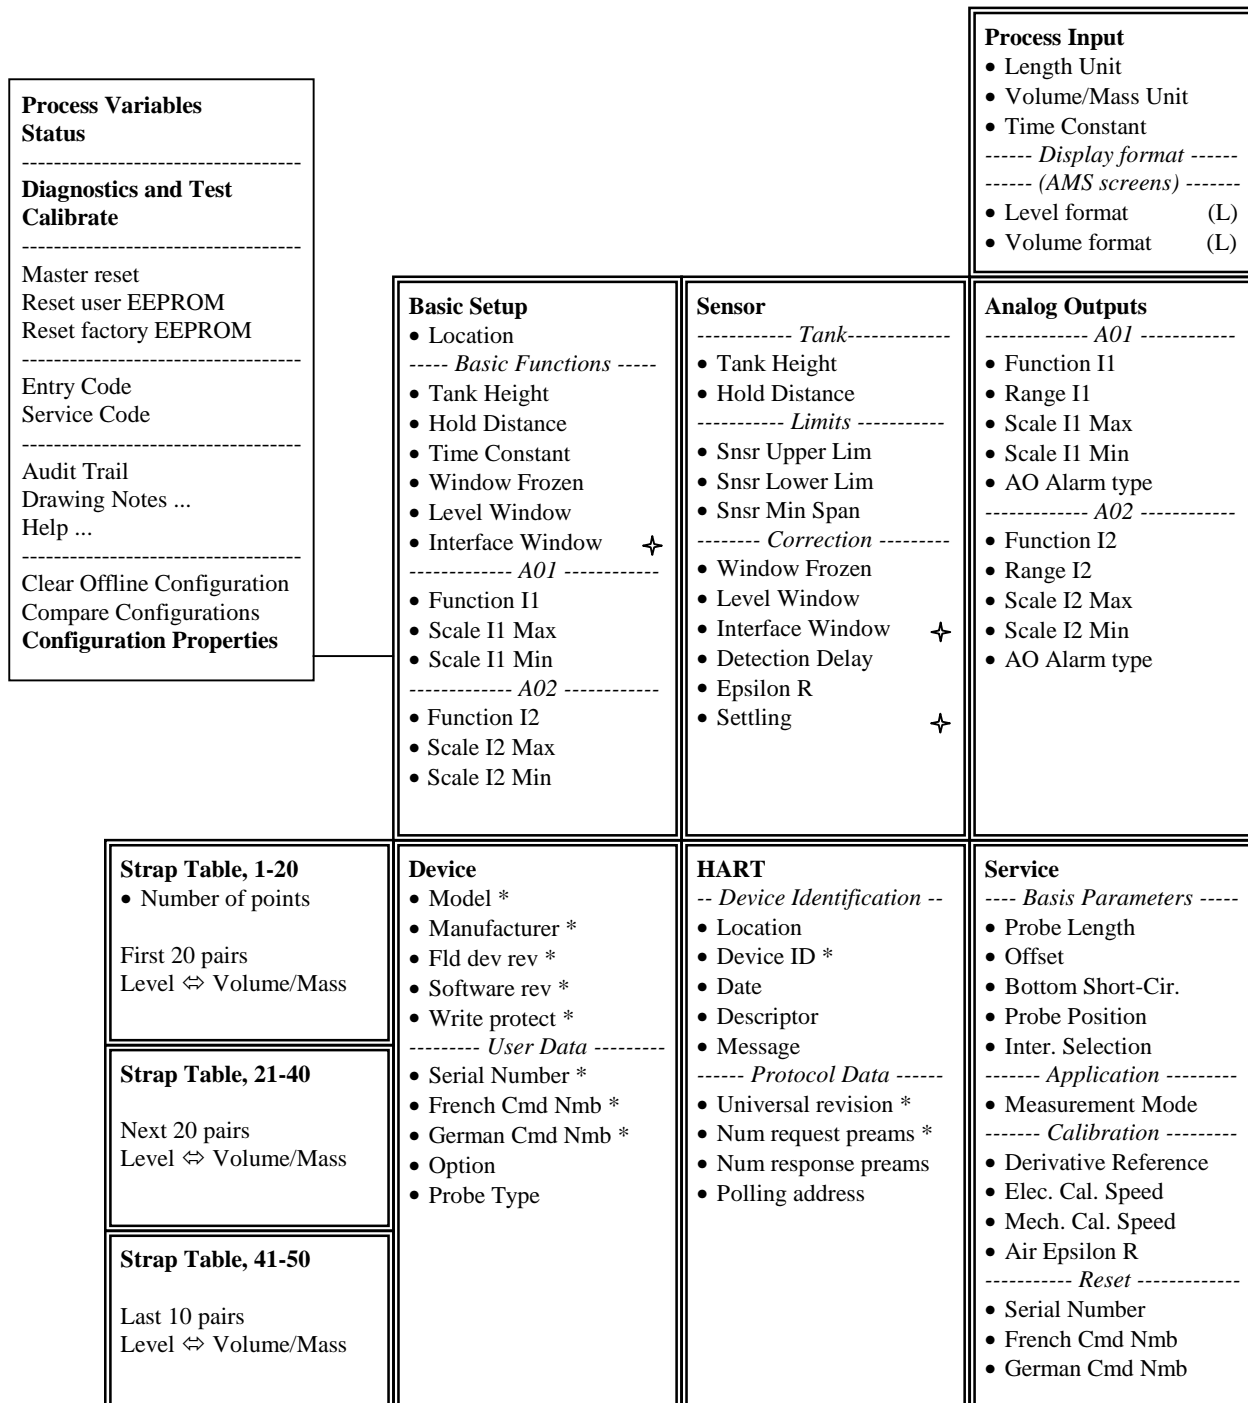 Process Input
• Length Unit
• Volume/Mass Unit
• Time Constant
------ Display format ------
------ (AMS screens) -------
• Level format (L)
• Volume format (L)
Process Variables
Status
-----------------------------------
Diagnostics and Test
Calibrate
-----------------------------------
Master reset
Reset user EEPROM
Reset factory EEPROM
-----------------------------------
Entry Code
Service Code
-----------------------------------
Audit Trail
Drawing Notes ...
Help ...
-----------------------------------
Clear Offline Configuration
Compare Configurations
Configuration Properties
Basic Setup
• Location
----- Basic Functions -----
• Tank Height
• Hold Distance
• Time Constant
• Window Frozen
• Level Window
• Interface Window ✧
------------- A01 ------------
• Function I1
• Scale I1 Max
• Scale I1 Min
------------- A02 ------------
• Function I2
• Scale I2 Max
• Scale I2 Min
Sensor
------------ Tank-------------
• Tank Height
• Hold Distance
----------- Limits -----------
• Snsr Upper Lim
• Snsr Lower Lim
• Snsr Min Span
-------- Correction ---------
• Window Frozen
• Level Window
• Interface Window ✧
• Detection Delay
• Epsilon R
• Settling ✧
Analog Outputs
------------- A01 ------------
• Function I1
• Range I1
• Scale I1 Max
• Scale I1 Min
• AO Alarm type
------------- A02 ------------
• Function I2
• Range I2
• Scale I2 Max
• Scale I2 Min
• AO Alarm type
Strap Table, 1-20
• Number of points
First 20 pairs
Level ⇔ Volume/Mass
Strap Table, 21-40
Next 20 pairs
Level ⇔ Volume/Mass
Strap Table, 41-50
Last 10 pairs
Level ⇔ Volume/Mass
Device
• Model *
• Manufacturer *
• Fld dev rev *
• Software rev *
• Write protect *
--------- User Data ---------
• Serial Number *
• French Cmd Nmb *
• German Cmd Nmb *
• Option
• Probe Type
HART
-- Device Identification --
• Location
• Device ID *
• Date
• Descriptor
• Message
------ Protocol Data ------
• Universal revision *
• Num request preams *
• Num response preams
• Polling address
Service
---- Basis Parameters -----
• Probe Length
• Offset
• Bottom Short-Cir.
• Probe Position
• Inter. Selection
------- Application ---------
• Measurement Mode
------- Calibration ---------
• Derivative Reference
• Elec. Cal. Speed
• Mech. Cal. Speed
• Air Epsilon R
----------- Reset -------------
• Serial Number
• French Cmd Nmb
• German Cmd Nmb